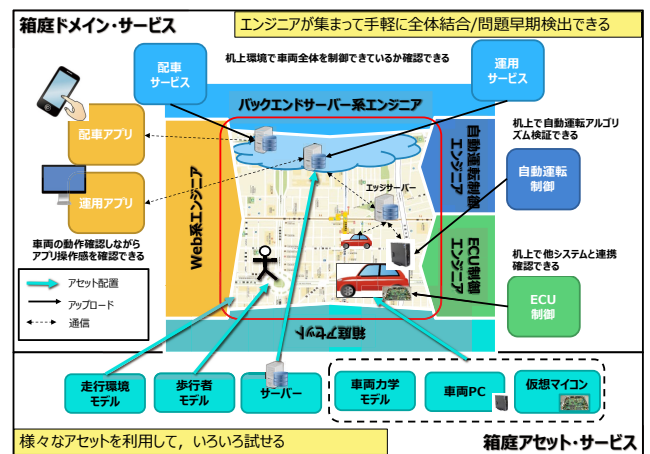 箱庭ドメイン・サービス
エンジニアが集まって手軽に全体結合/問題早期検出できる
配車
サービス
机上環境で車両全体を制御できているか確認できる
運用
サービス
バックエンドサーバー系エンジニア
配車アプリ
運用アプリ
車両の動作確認しながら
アプリ操作感を確認できる
Web系エンジニア
エッジサーバー
自動運転制御
エンジニア
机上で自動運転アルゴリ
ズム検証できる
自動運転
制御
ECU制御
エンジニア
机上で他システムと連携
確認できる
ECU
制御
アセット配置
アップロード
通信
箱庭アセット
走行環境
モデル
歩行者
モデル
サーバー
車両力学
モデル
車両PC
仮想マイコン
様々なアセットを利用して，いろいろ試せる
箱庭アセット・サービス